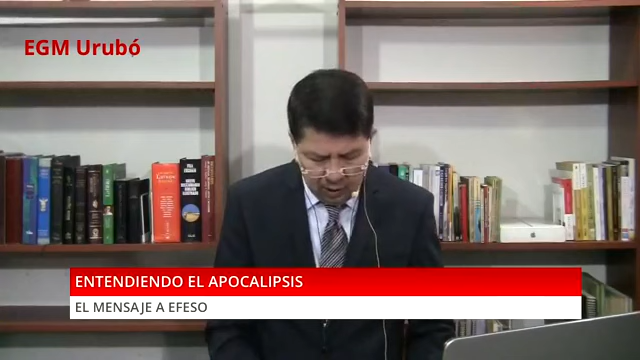 EGM Urubó
ENTENDIENDO EL APOCALIPSIS
EL MENSAJE A EFESO